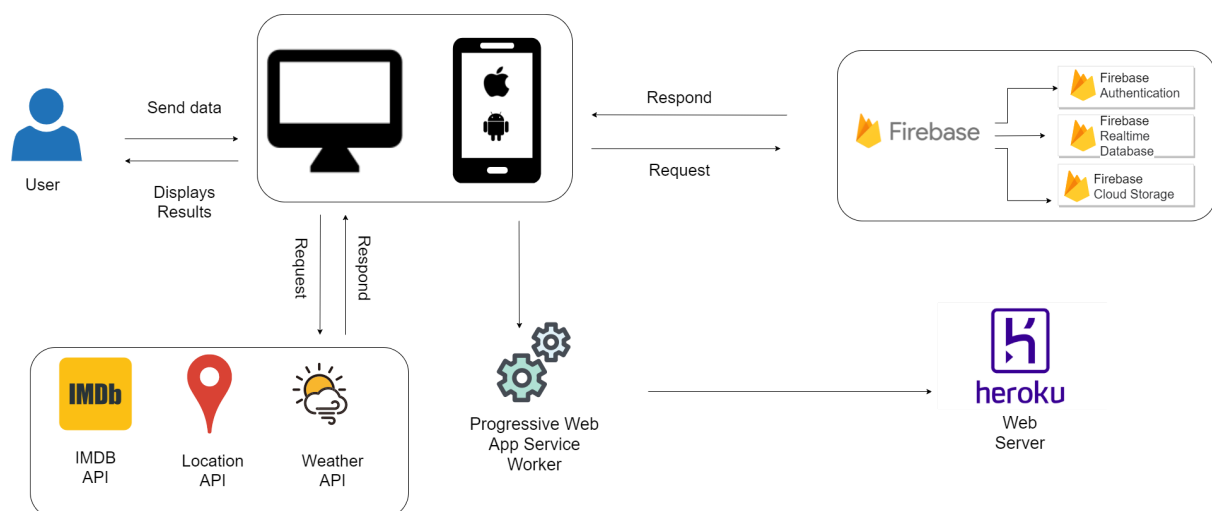 Send data
User
Displays
Results
Respond
Request
Firebase
Firebase
Authentication
Firebase
Realtime
Database
Firebase
Cloud Storage
Request
Respond
IMDb
IMDB
API
Location
API
Weather
API
Progressive Web
App Service
Worker
heroku
Web
Server